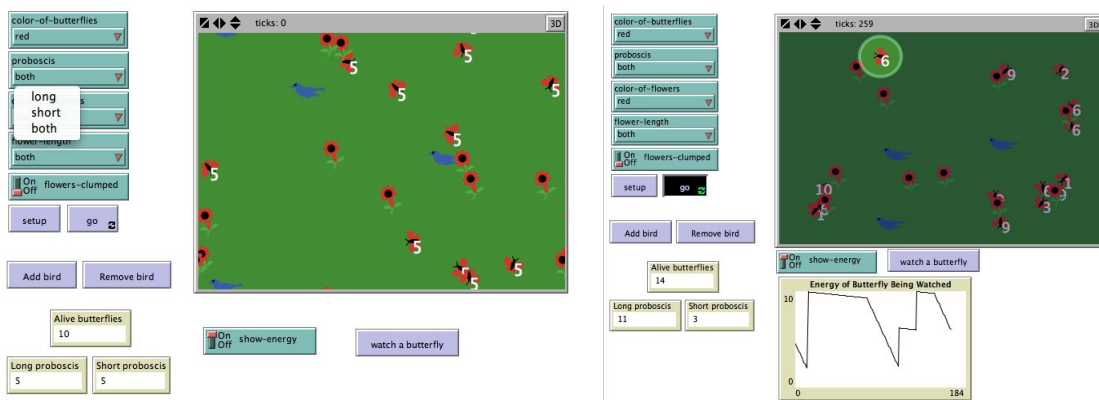 color-of-butterflies
red
proboscis
both
long
short
both
flower-length
both
On
Off
flowers-clumped
setup
go
Add bird
Remove bird
Alive butterflies
10
Long proboscis
5
Short proboscis
5
ticks: 0
3D
5
5
5
5
5
5
5
5
5
5
On
Off
show-energy
watch a butterfly
color-of-butterflies
red
proboscis
both
color-of-flowers
red
flower-length
both
On
Off
flowers-clumped
setup
go
Add bird
Remove bird
Alive butterflies
14
Long proboscis
11
Short proboscis
3
ticks: 259
3D
6
9
2
6
6
10
1
6
1
9
3
9
On
Off
show-energy
watch a butterfly
Energy of Butterfly Being Watched
10
0
0
184